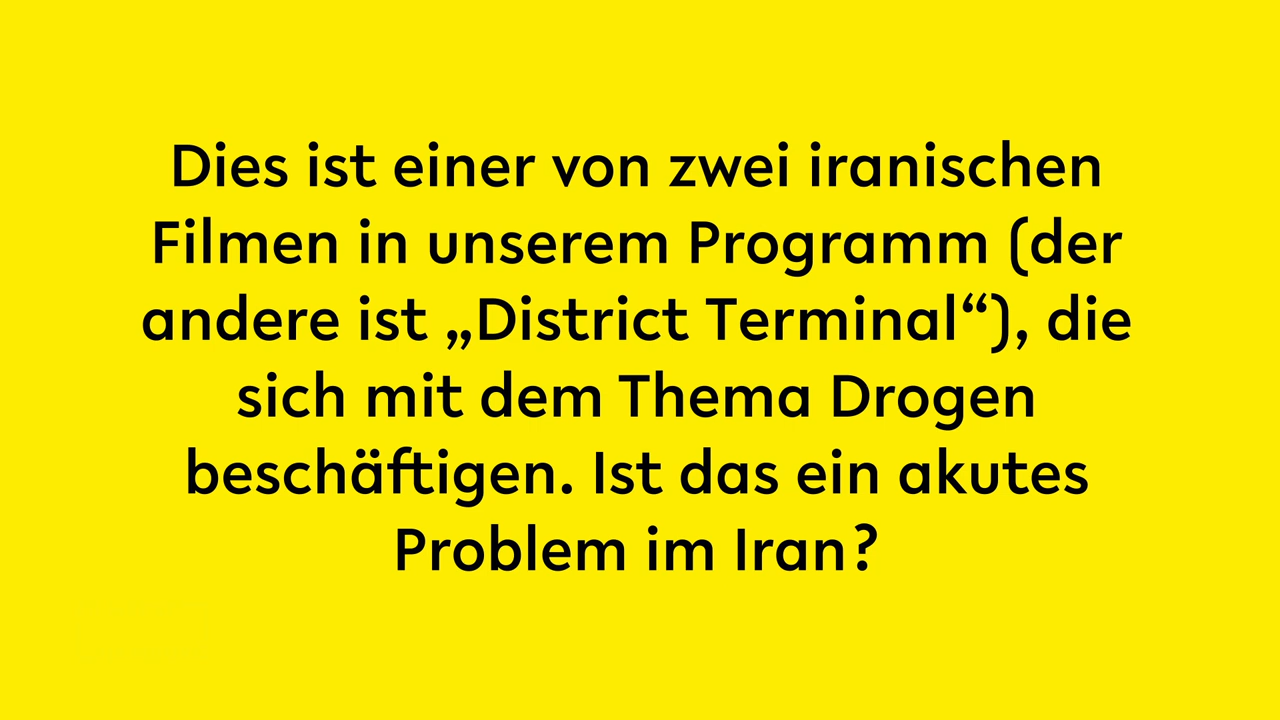 Dies ist einer von zwei iranischen
Filmen in unserem Programm (der
andere ist „District Terminal“), die
sich mit dem Thema Drogen
beschäftigen. Ist das ein akutes
Problem im Iran?